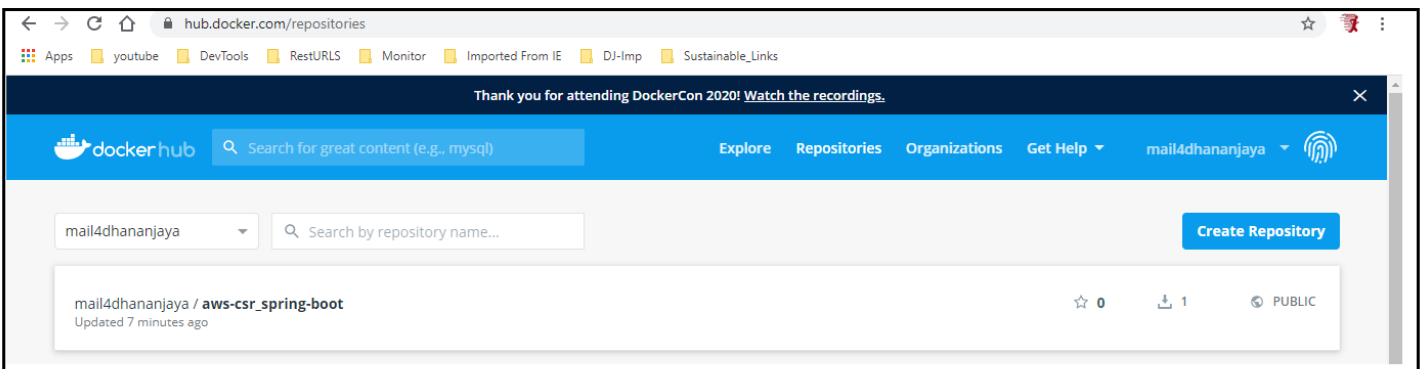 hub.docker.com/repositories
Apps youtube DevTools RestURLS Monitor Imported From IE DJ-Imp Sustainable_Links
Thank you for attending DockerCon 2020! Watch the recordings.
dockerhub Search for great content (e.g., mysql) Explore Repositories Organizations Get Help mail4dhananjaya
mail4dhananjaya Search by repository name... Create Repository
mail4dhananjaya / aws-csr_spring-boot 0 1 PUBLIC
Updated 7 minutes ago